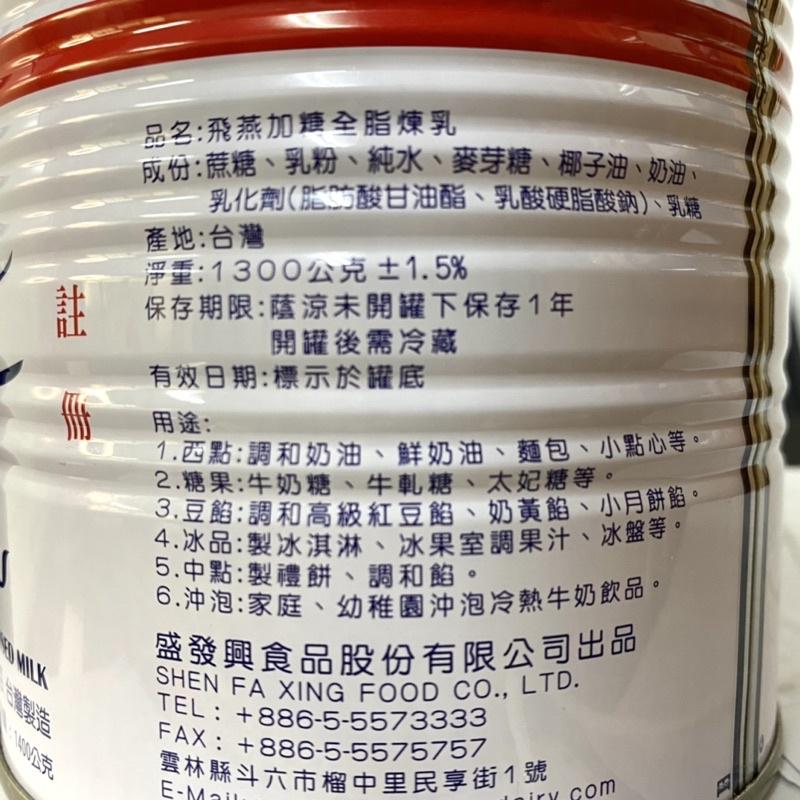 品名:飛燕加糖全脂煉乳
成份:蔗糖、乳粉、純水、麥芽糖、椰子油、奶油、
乳化劑(脂肪酸甘油酯、乳酸硬脂酸鈉)、乳糖
產地:台灣
淨重:1300公克±1.5%
保存期限:蔭涼未開罐下保存1年
開罐後需冷藏
有效日期:標示於罐底
用途:
1.西點:調和奶油、鮮奶油、麵包、小點心等。
2.糖果:牛奶糖、牛軋糖、太妃糖等。
3.豆餡:調和高級紅豆餡、奶黃餡、小月餅餡。
4.冰品:製冰淇淋、冰果室調果汁、冰盤等。
5.中點:製禮餅、調和餡。
6.沖泡:家庭、幼稚園沖泡冷熱牛奶飲品。
盛發興食品股份有限公司出品
SHEN FA XING FOOD CO., LTD.
TEL: +886-5-5573333
FAX: +886-5-5575757
雲林縣斗六市榴中里民享街1號
E-Mail
註冊
MILK
台灣製造
1400公克